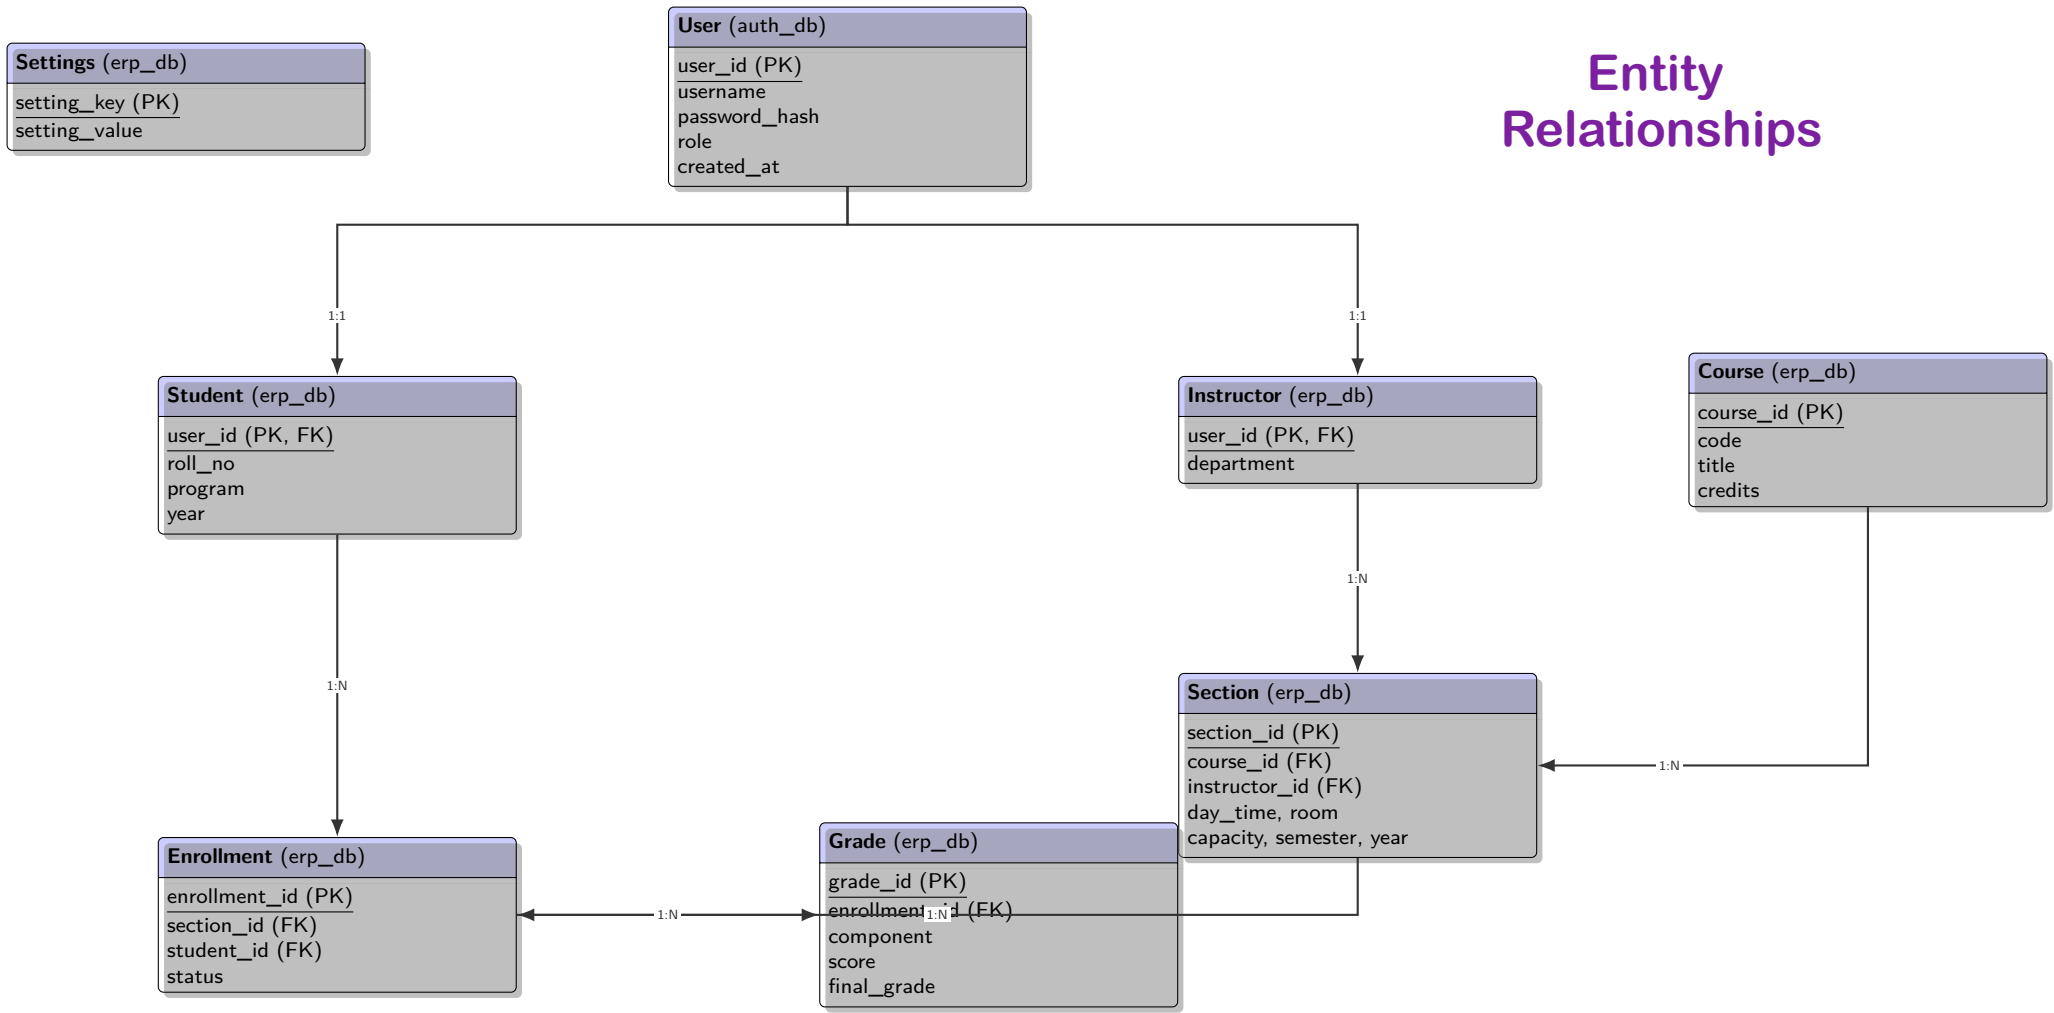 User (auth_db)
user_id (PK)
username
password_hash
role
created_at
Settings (erp_db)
setting_key (PK)
setting_value
Entity
Relationships
1:1
1:1
Student (erp_db)
user_id (PK, FK)
roll_no
program
year
Instructor (erp_db)
user_id (PK, FK)
department
Course (erp_db)
course_id (PK)
code
title
credits
1:N
1:N
Section (erp_db)
section_id (PK)
course_id (FK)
instructor_id (FK)
day_time, room
capacity, semester, year
1:N
Enrollment (erp_db)
enrollment_id (PK)
section_id (FK)
student_id (FK)
status
1:N
Grade (erp_db)
grade_id (PK)
enrollment_id (FK)
1:N
component
score
final_grade